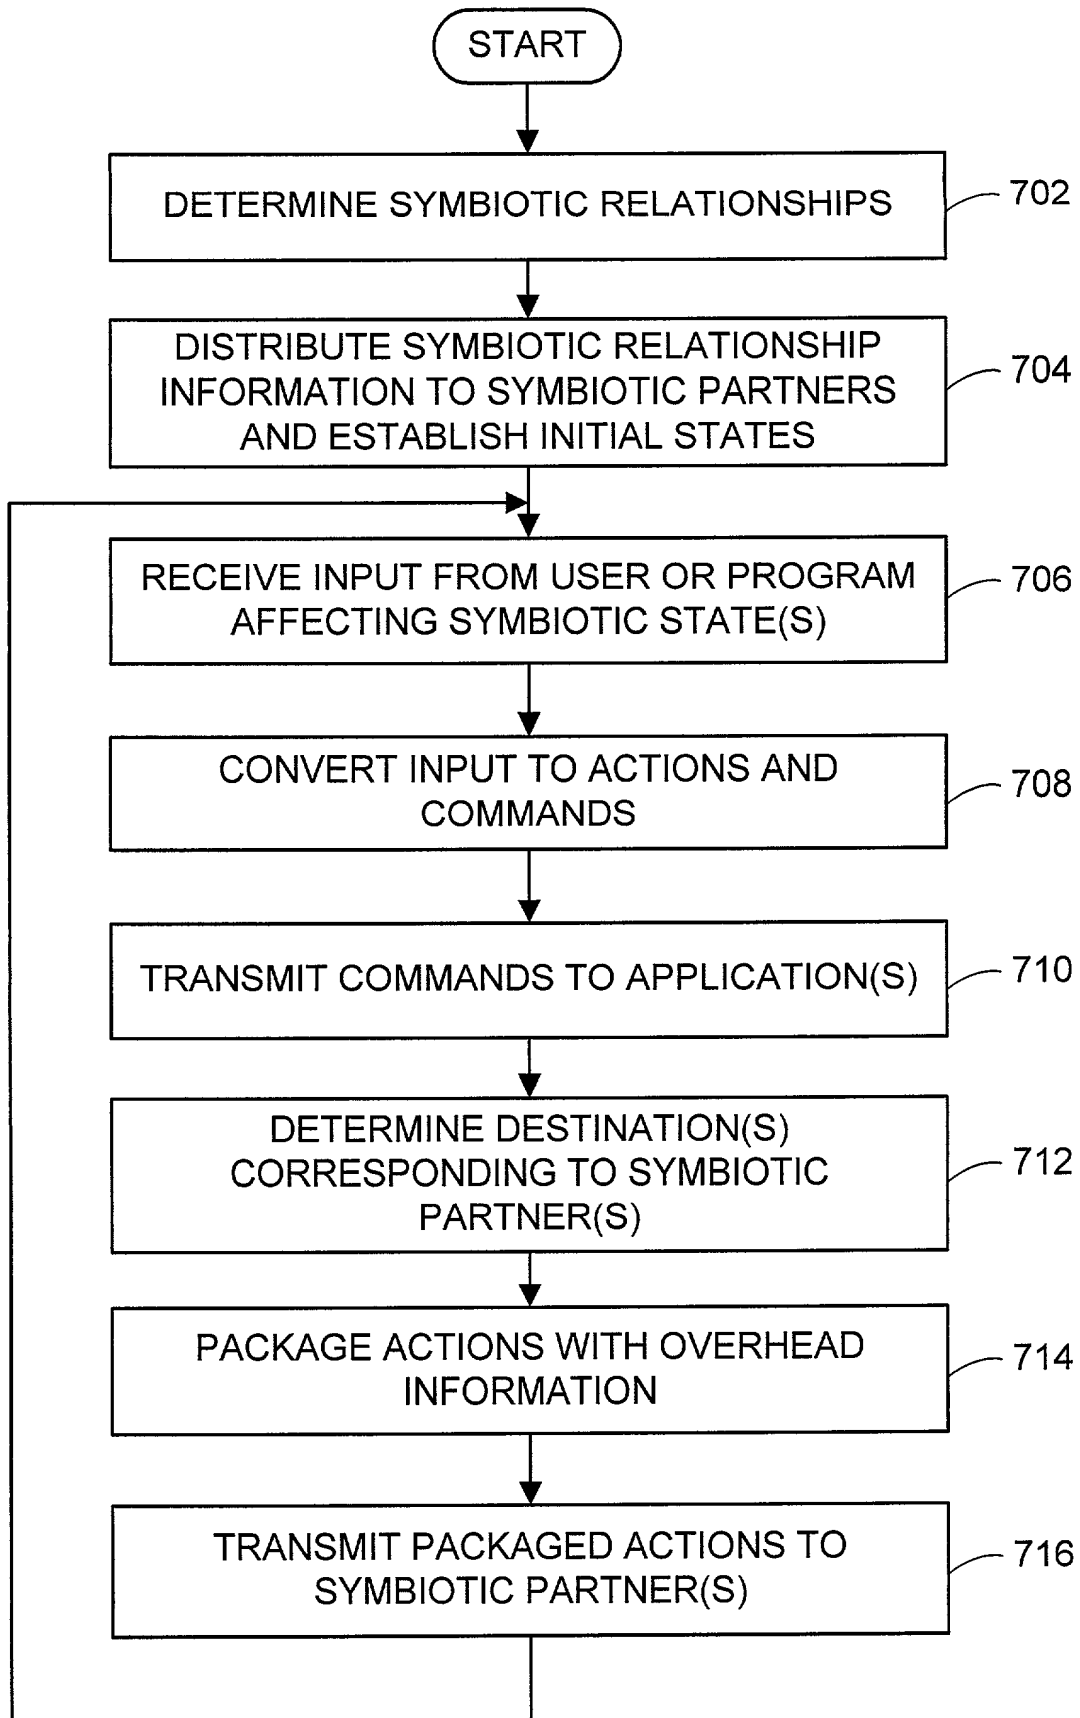 START
DETERMINE SYMBIOTIC RELATIONSHIPS
702
DISTRIBUTE SYMBIOTIC RELATIONSHIP
INFORMATION TO SYMBIOTIC PARTNERS
AND ESTABLISH INITIAL STATES
704
RECEIVE INPUT FROM USER OR PROGRAM
AFFECTING SYMBIOTIC STATE(S)
706
CONVERT INPUT TO ACTIONS AND
COMMANDS
708
TRANSMIT COMMANDS TO APPLICATION(S)
710
DETERMINE DESTINATION(S)
CORRESPONDING TO SYMBIOTIC
PARTNER(S)
712
PACKAGE ACTIONS WITH OVERHEAD
INFORMATION
714
TRANSMIT PACKAGED ACTIONS TO
SYMBIOTIC PARTNER(S)
716